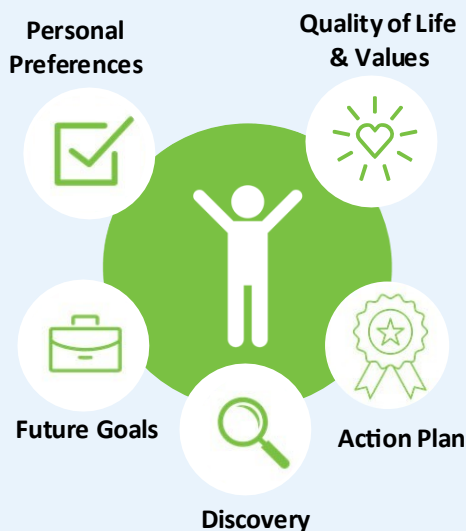 Personal
Preferences
Quality of Life
& Values
Future Goals
Action Plan
Discovery